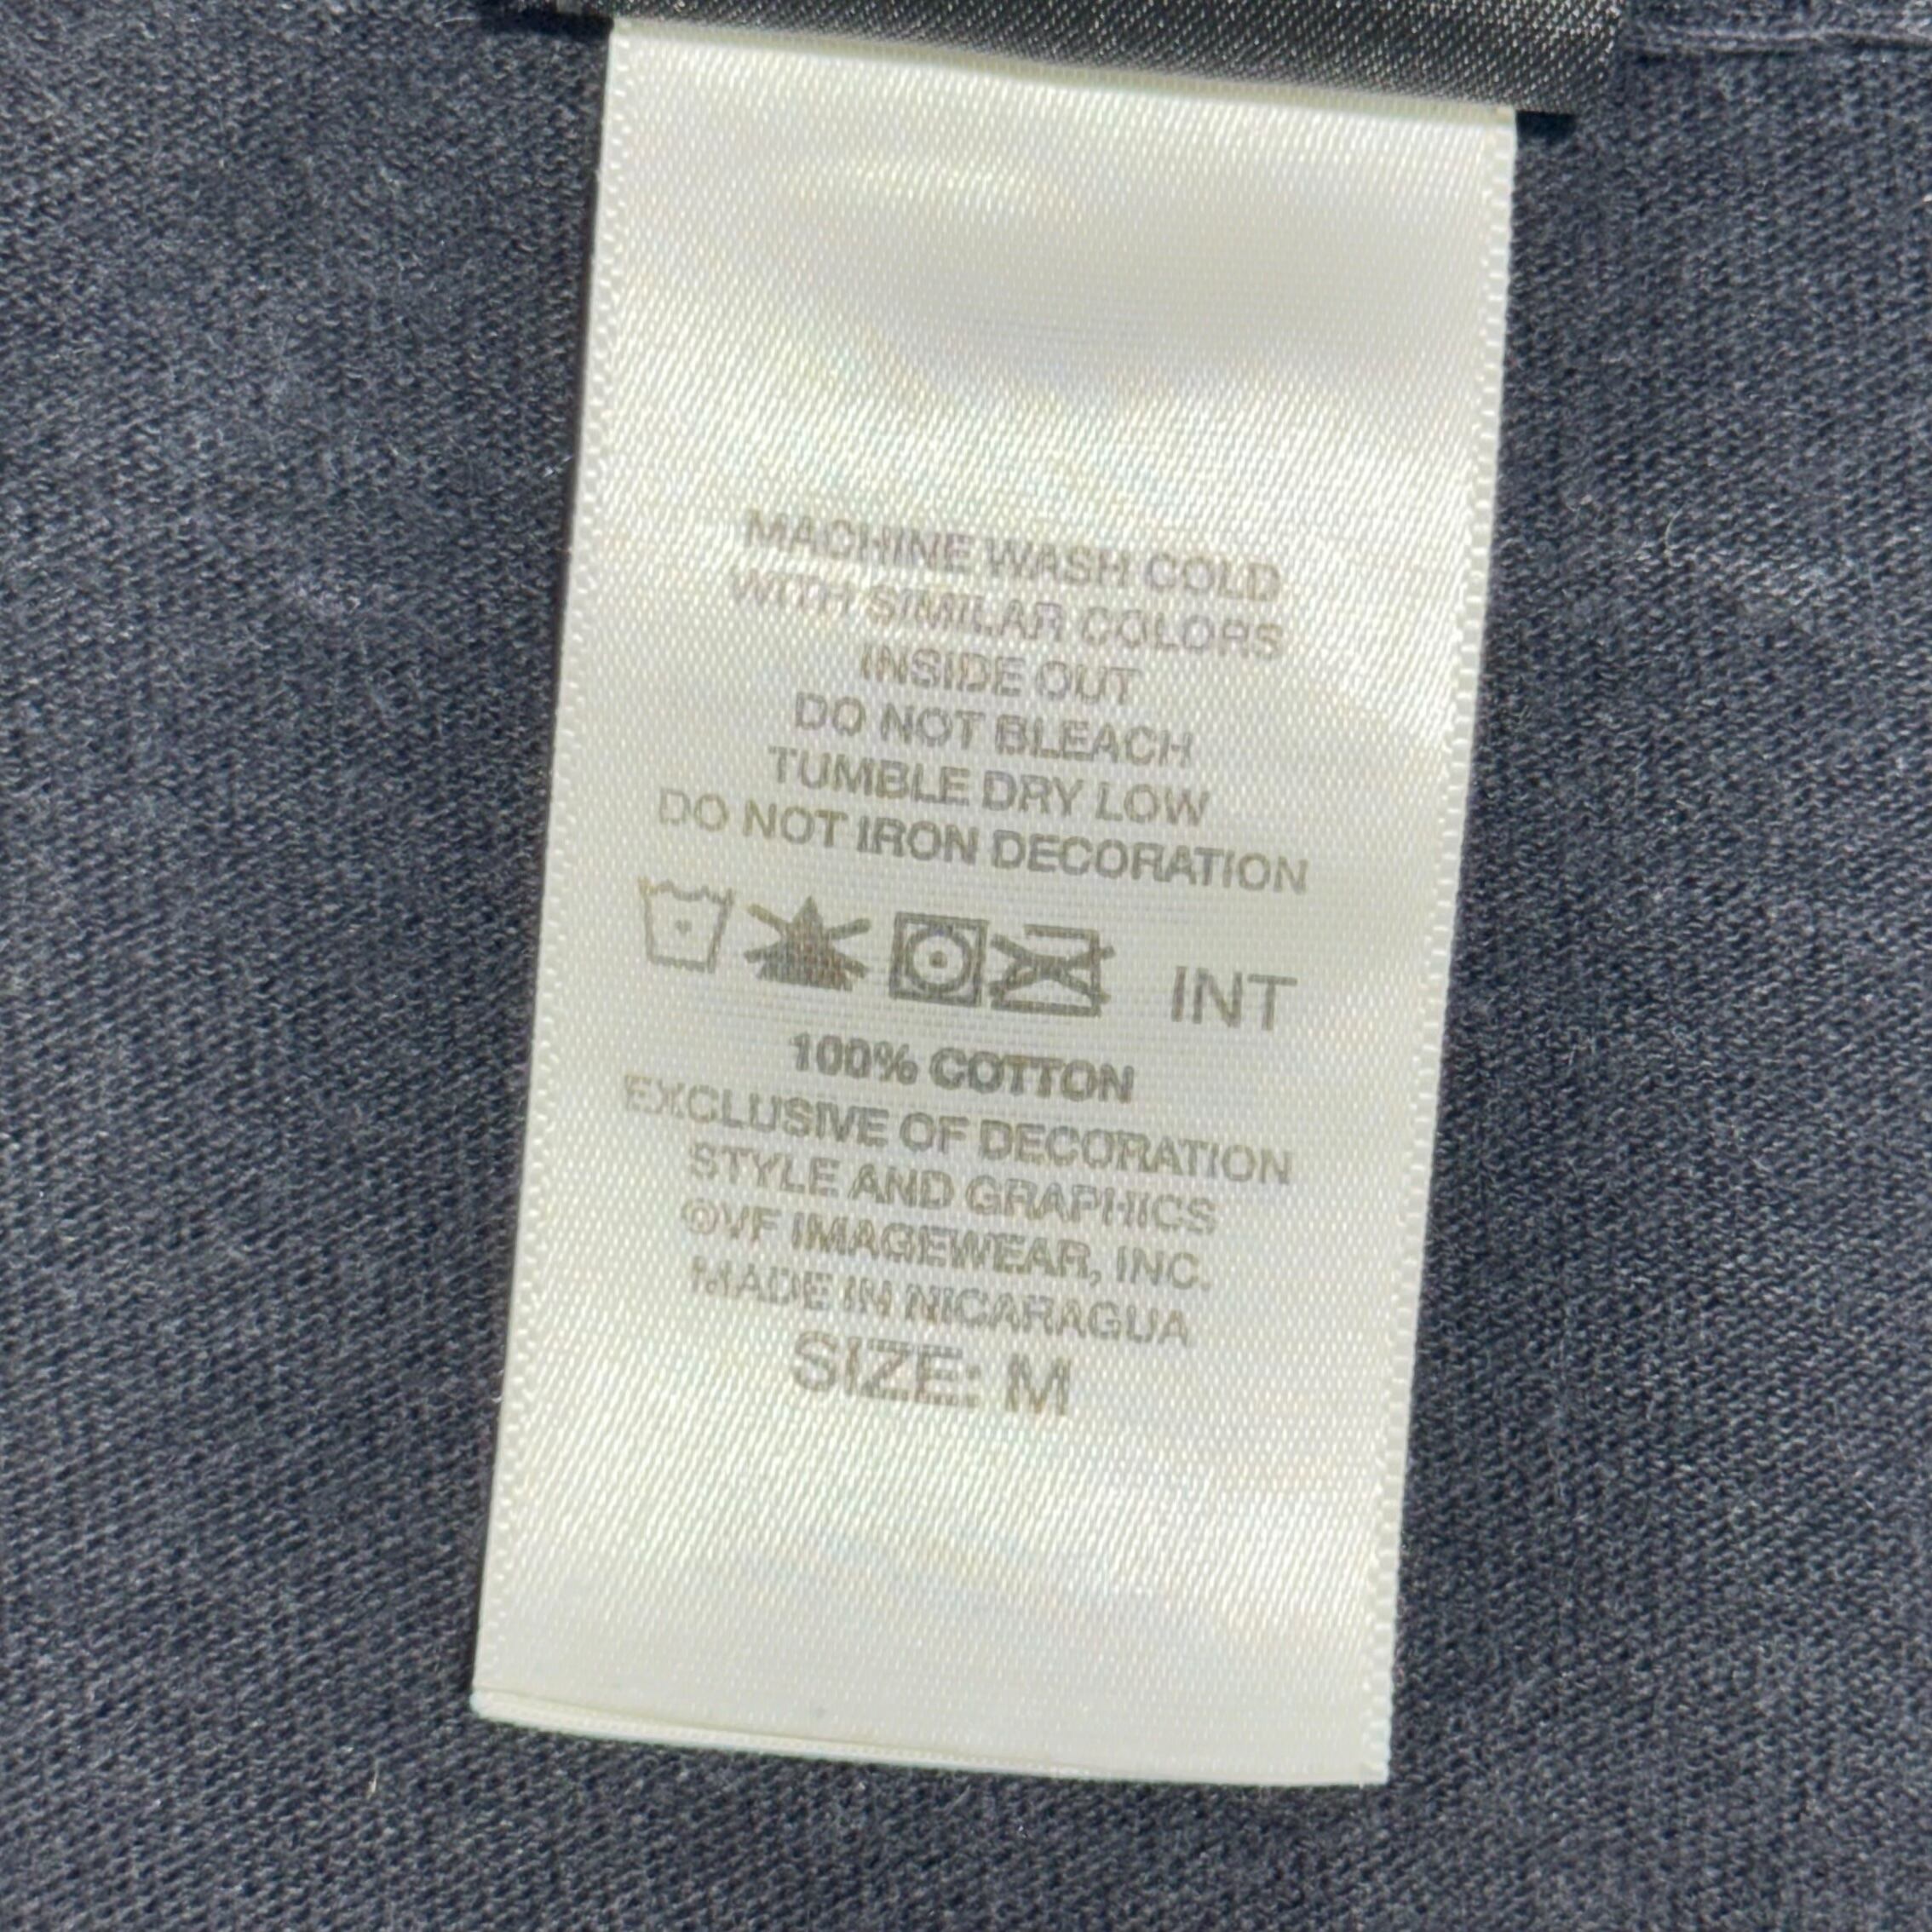 MACHINE WASH COLD
WITH SIMILAR COLORS
INSIDE OUT
DO NOT BLEACH
TUMBLE DRY LOW
DO NOT IRON DECORATION
INT
100% COTTON
EXCLUSIVE OF DECORATION
STYLE AND GRAPHICS
©VF IMAGEWEAR, INC.
MADE IN NICARAGUA
SIZE: M